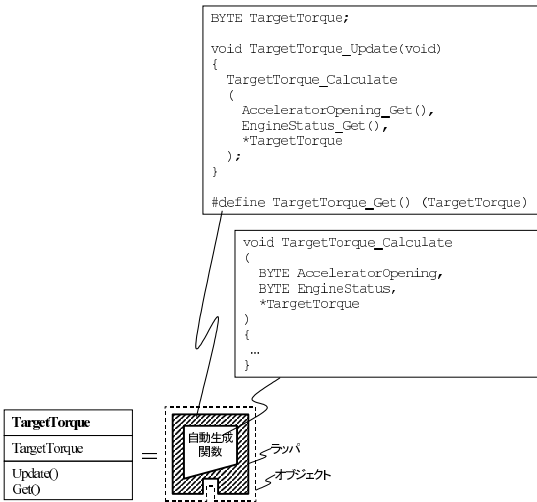 BYTE TargetTorque;
void TargetTorque_Update(void)
{
TargetTorque_Calculate
(
AcceleratorOpening_Get(),
EngineStatus_Get(),
*TargetTorque
);
}
#define TargetTorque_Get() (TargetTorque)
void TargetTorque_Calculate
(
BYTE AcceleratorOpening,
BYTE EngineStatus,
*TargetTorque
)
{
…
}
TargetTorque
TargetTorque
Update()
Get()
=
自動生成
関数
ラッパ
オブジェクト